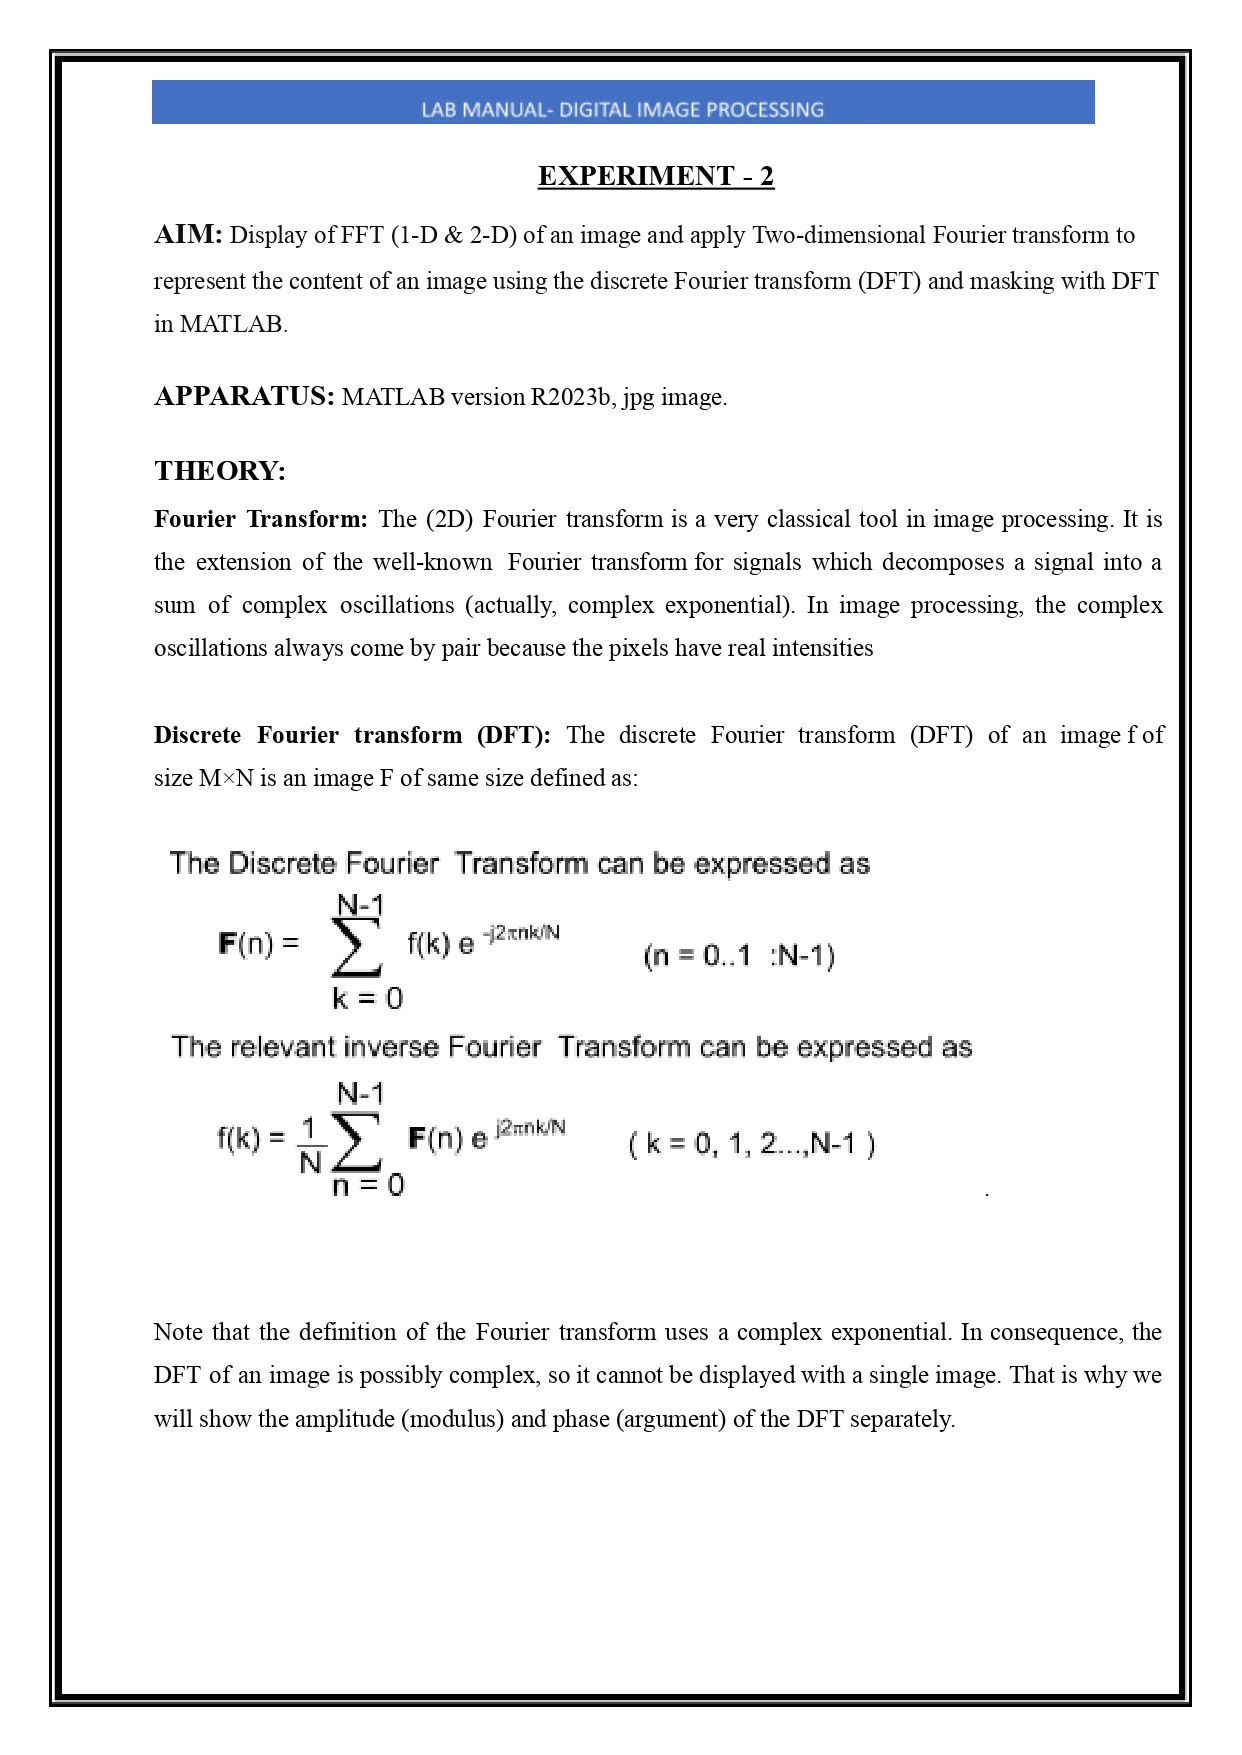 LAB MANUAL- DIGITAL IMAGE PROCESSING
EXPERIMENT - 2
AIM: Display of FFT (1-D & 2-D) of an image and apply Two-dimensional Fourier transform to
represent the content of an image using the discrete Fourier transform (DFT) and masking with DFT
in MATLAB.
APPARATUS: MATLAB version R2023b, jpg image.
THEORY:
Fourier Transform: The (2D) Fourier transform is a very classical tool in image processing. It is
the extension of the well-known Fourier transform for signals which decomposes a signal into a
sum of complex oscillations (actually, complex exponential). In image processing, the complex
oscillations always come by pair because the pixels have real intensities
Discrete Fourier transform (DFT): The discrete Fourier transform (DFT) of an image f of
size M×N is an image F of same size defined as:
The Discrete Fourier Transform can be expressed as
N-1
F(n) = ∑ f(k) e -j2πnk/N (n = 0..1 :N-1)
k = 0
The relevant inverse Fourier Transform can be expressed as
N-1
f(k) = 1/N ∑ F(n) e j2πnk/N ( k = 0, 1, 2...,N-1 )
n = 0 .
Note that the definition of the Fourier transform uses a complex exponential. In consequence, the
DFT of an image is possibly complex, so it cannot be displayed with a single image. That is why we
will show the amplitude (modulus) and phase (argument) of the DFT separately.